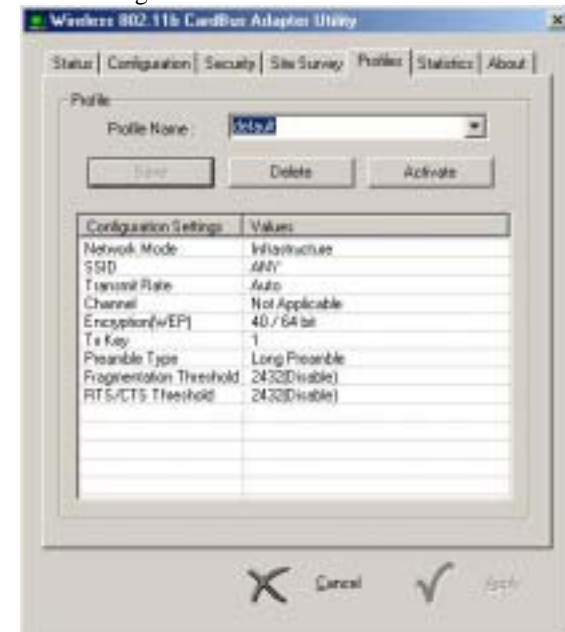 Wireless 802.11b CardBus Adapter Utility
Status Configuration Security Site Survey Profiles Statistics About
Profile
Profile Name : default
Save Delete Activate
Configuration Settings Values
Network Mode Infrastructure
SSID ANY
Transmit Rate Auto
Channel Not Applicable
Encryption(WEP) 40 / 64 bit
Tx Key 1
Preamble Type Long Preamble
Fragmentation Threshold 2432(Disable)
RTS/CTS Threshold 2432(Disable)
Cancel Apply